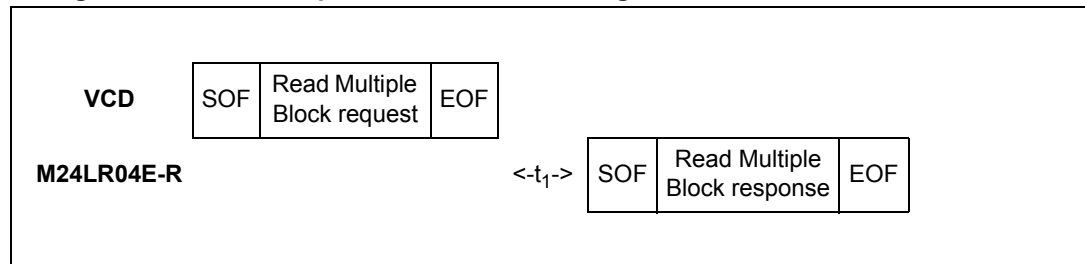 VCD SOF Read Multiple Block request EOF
M24LR04E-R <-t1-> SOF Read Multiple Block response EOF